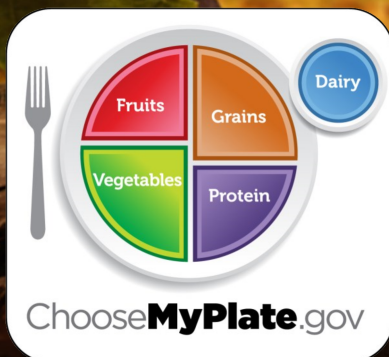 Dairy
Fruits
Grains
Vegetables
Protein
ChooseMyPlate.gov